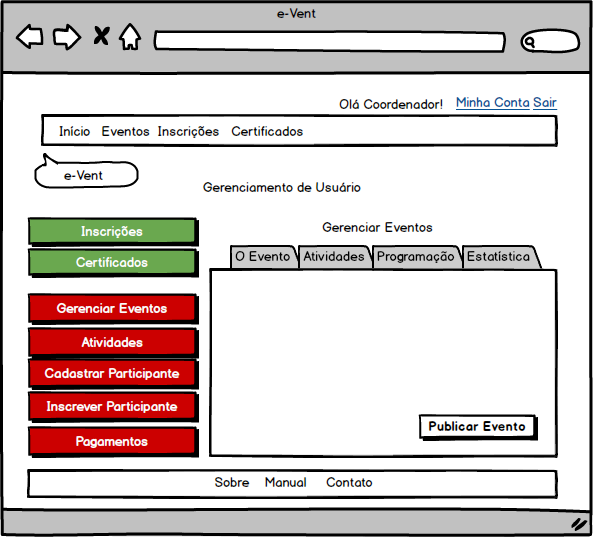 e-Vent
Olá Coordenador! Minha Conta Sair
Início Eventos Inscrições Certificados
e-Vent
Gerenciamento de Usuário
Inscrições
Certificados
Gerenciar Eventos
Atividades
Cadastrar Participante
Inscrever Participante
Pagamentos
Gerenciar Eventos
O Evento Atividades Programação Estatística
Publicar Evento
Sobre Manual Contato